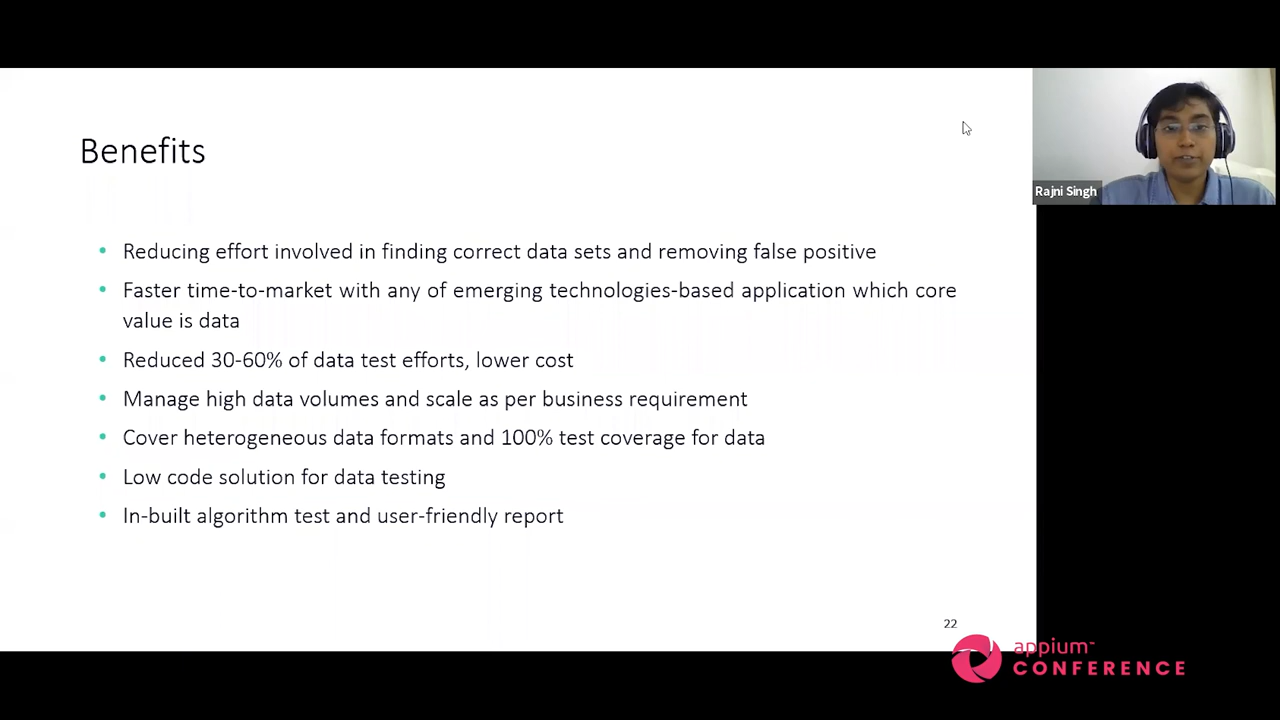 Benefits
Rajni Singh
• Reducing effort involved in finding correct data sets and removing false positive
• Faster time-to-market with any of emerging technologies-based application which core
value is data
• Reduced 30-60% of data test efforts, lower cost
• Manage high data volumes and scale as per business requirement
• Cover heterogeneous data formats and 100% test coverage for data
• Low code solution for data testing
• In-built algorithm test and user-friendly report
22
appium™
CONFERENCE